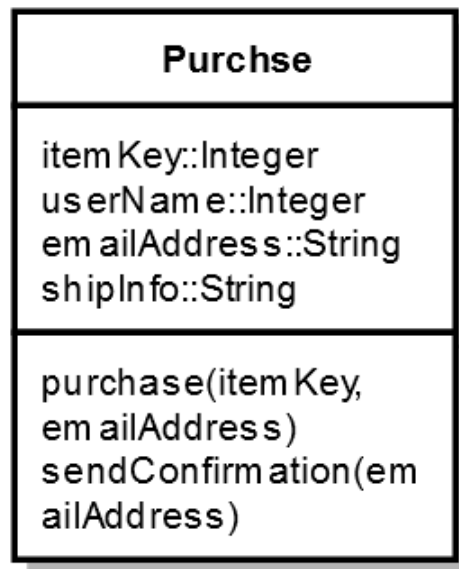 Purchse
itemKey::Integer
userName::Integer
emailAddress::String
shipInfo::String
purchase(itemKey,
emailAddress)
sendConfirmation(em
ailAddress)